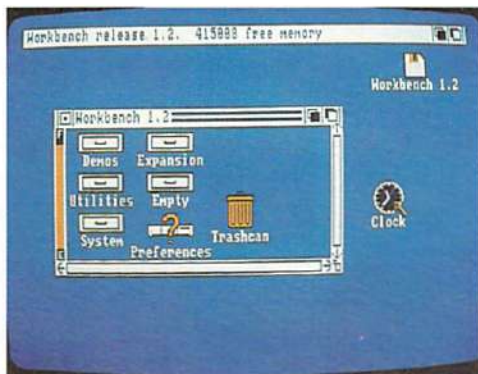 Workbench release 1.2. 415888 free memory
Workbench 1.2
Workbench 1.2
Demos Expansion
Utilities Empty
System Preferences Trashcan
Clock